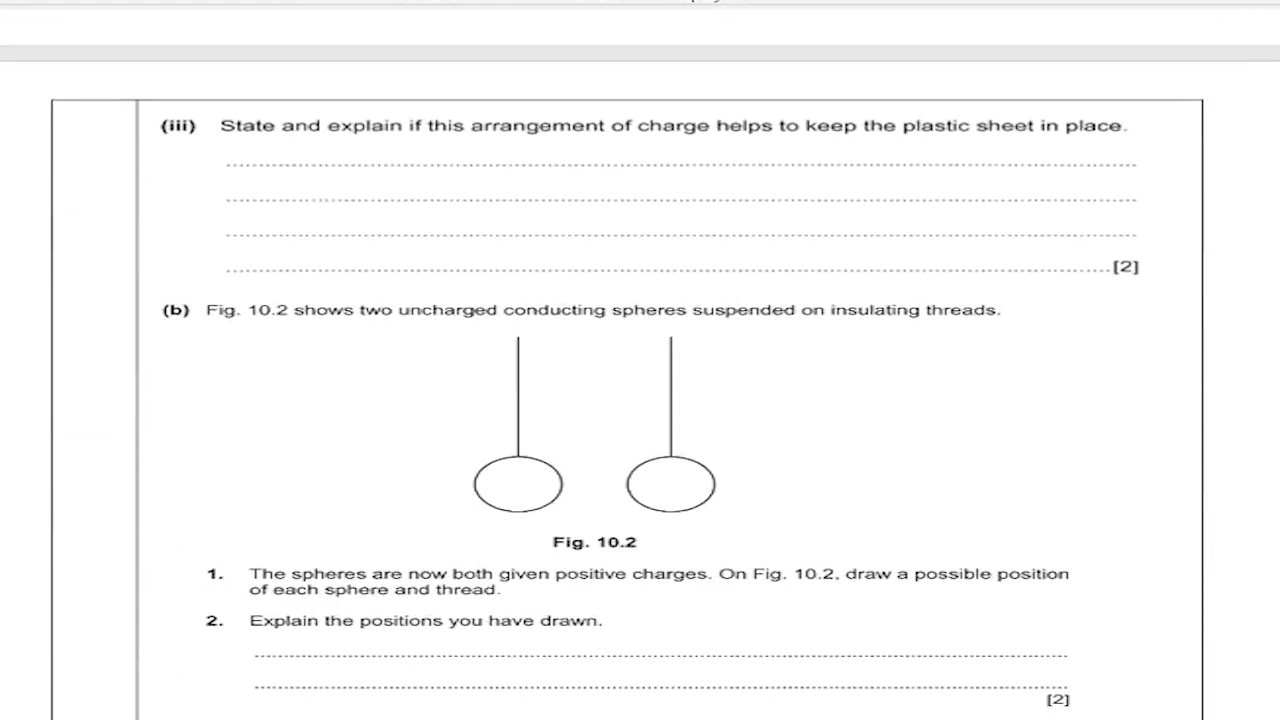 (iii) State and explain if this arrangement of charge helps to keep the plastic sheet in place.
[2]
(b) Fig. 10.2 shows two uncharged conducting spheres suspended on insulating threads.
Fig. 10.2
1. The spheres are now both given positive charges. On Fig. 10.2, draw a possible position
of each sphere and thread.
2. Explain the positions you have drawn.
[2]